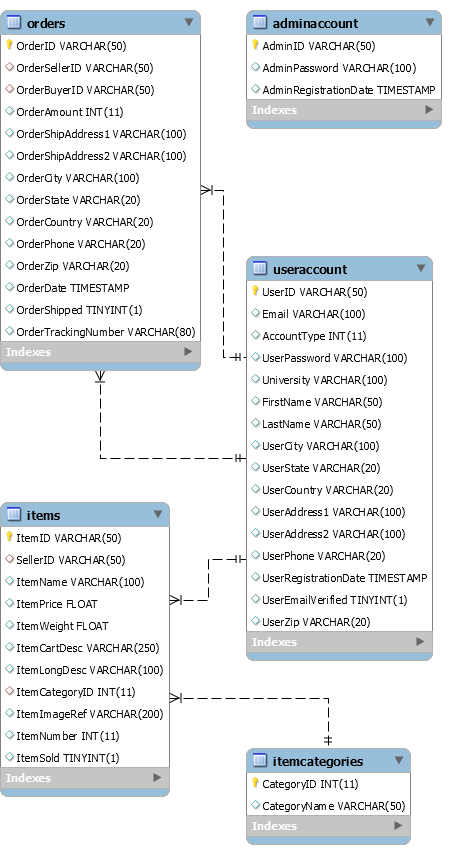 orders
OrderID VARCHAR(50)
OrderSellerID VARCHAR(50)
OrderBuyerID VARCHAR(50)
OrderAmount INT(11)
OrderShipAddress1 VARCHAR(100)
OrderShipAddress2 VARCHAR(100)
OrderCity VARCHAR(100)
OrderState VARCHAR(20)
OrderCountry VARCHAR(20)
OrderPhone VARCHAR(20)
OrderZip VARCHAR(20)
OrderDate TIMESTAMP
OrderShipped TINYINT(1)
OrderTrackingNumber VARCHAR(80)
Indexes
adminaccount
AdminID VARCHAR(50)
AdminPassword VARCHAR(100)
AdminRegistrationDate TIMESTAMP
Indexes
useraccount
UserID VARCHAR(50)
Email VARCHAR(100)
AccountType INT(11)
UserPassword VARCHAR(100)
University VARCHAR(100)
FirstName VARCHAR(50)
LastName VARCHAR(50)
UserCity VARCHAR(100)
UserState VARCHAR(20)
UserCountry VARCHAR(20)
UserAddress1 VARCHAR(100)
UserAddress2 VARCHAR(100)
UserPhone VARCHAR(20)
UserRegistrationDate TIMESTAMP
UserEmailVerified TINYINT(1)
UserZip VARCHAR(20)
Indexes
items
ItemID VARCHAR(50)
SellerID VARCHAR(50)
ItemName VARCHAR(100)
ItemPrice FLOAT
ItemWeight FLOAT
ItemCartDesc VARCHAR(250)
ItemLongDesc VARCHAR(100)
ItemCategoryID INT(11)
ItemImageRef VARCHAR(200)
ItemNumber INT(11)
ItemSold TINYINT(1)
Indexes
itemcategories
CategoryID INT(11)
CategoryName VARCHAR(50)
Indexes